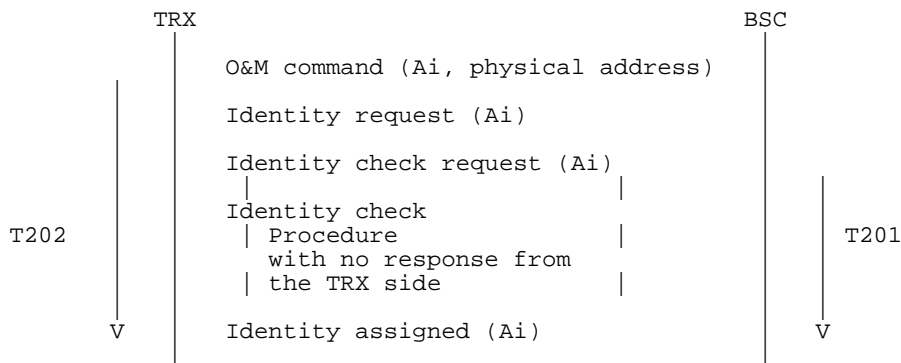 TRX BSC
O&M command (Ai, physical address)
Identity request (Ai)
Identity check request (Ai)
Identity check
T202 Procedure T201
with no response from
the TRX side
V Identity assigned (Ai) V